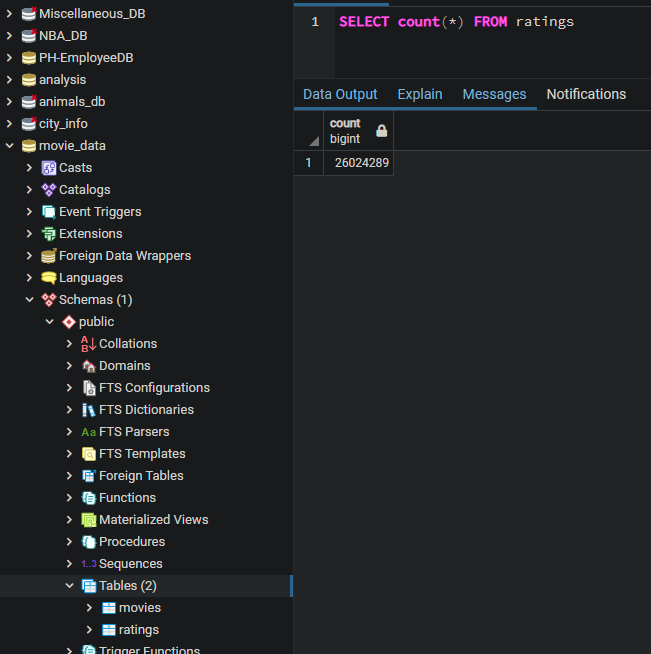 Miscellaneous_DB
NBA_DB
PH-EmployeeDB
analysis
animals_db
city_info
movie_data
Casts
Catalogs
Event Triggers
Extensions
Foreign Data Wrappers
Languages
Schemas (1)
public
Collations
Domains
FTS Configurations
FTS Dictionaries
Aa FTS Parsers
FTS Templates
Foreign Tables
Functions
Materialized Views
Procedures
1..3 Sequences
Tables (2)
movies
ratings
Trigger Functions
1 SELECT count(*) FROM ratings
Data Output Explain Messages Notifications
count
bigint
1 26024289